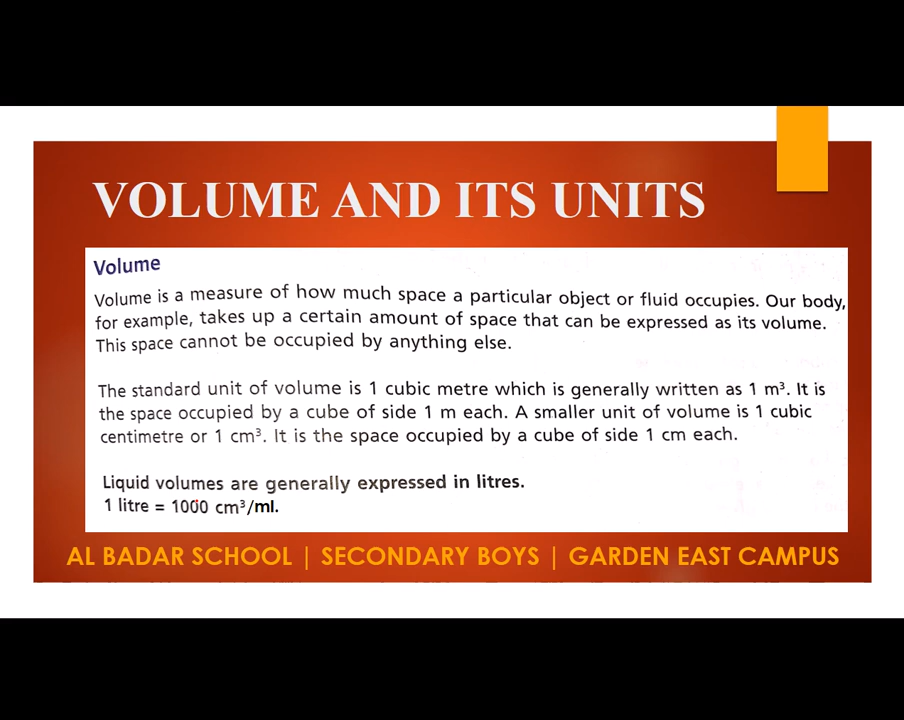 VOLUME AND ITS UNITS
Volume
Volume is a measure of how much space a particular object or fluid occupies. Our body,
for example, takes up a certain amount of space that can be expressed as its volume.
This space cannot be occupied by anything else.
The standard unit of volume is 1 cubic metre which is generally written as 1 m³. It is
the space occupied by a cube of side 1 m each. A smaller unit of volume is 1 cubic
centimetre or 1 cm³. It is the space occupied by a cube of side 1 cm each.
Liquid volumes are generally expressed in litres.
1 litre = 1000 cm³/ml.
AL BADAR SCHOOL | SECONDARY BOYS | GARDEN EAST CAMPUS